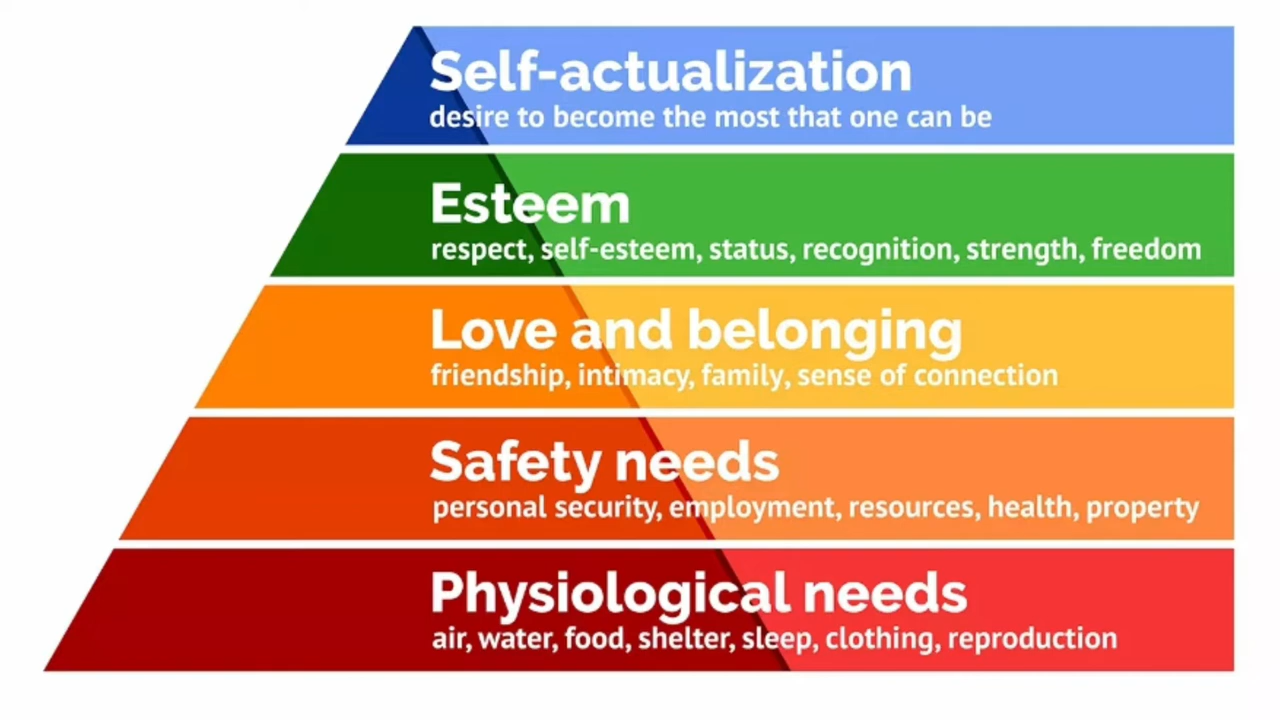 Self-actualization
desire to become the most that one can be
Esteem
respect, self-esteem, status, recognition, strength, freedom
Love and belonging
friendship, intimacy, family, sense of connection
Safety needs
personal security, employment, resources, health, property
Physiological needs
air, water, food, shelter, sleep, clothing, reproduction